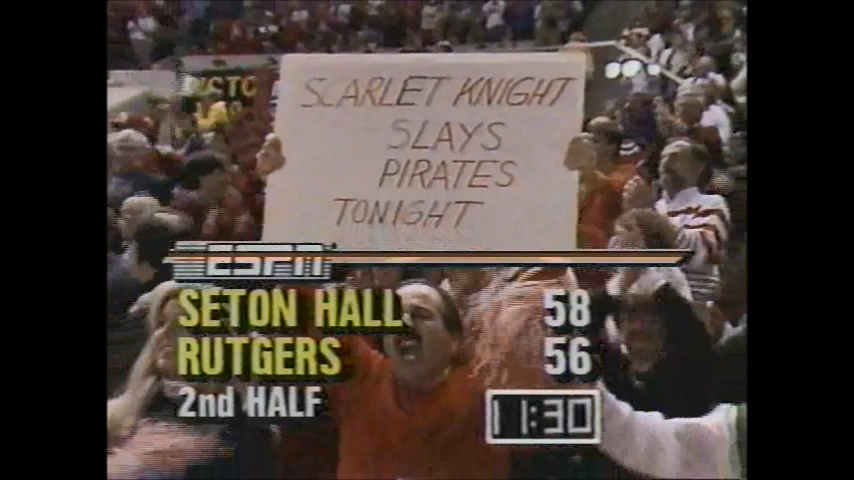 SCARLET KNIGHT
SLAYS
PIRATES
TONIGHT
ESPN
SETON HALL 58
RUTGERS 56
2nd HALF 11:30